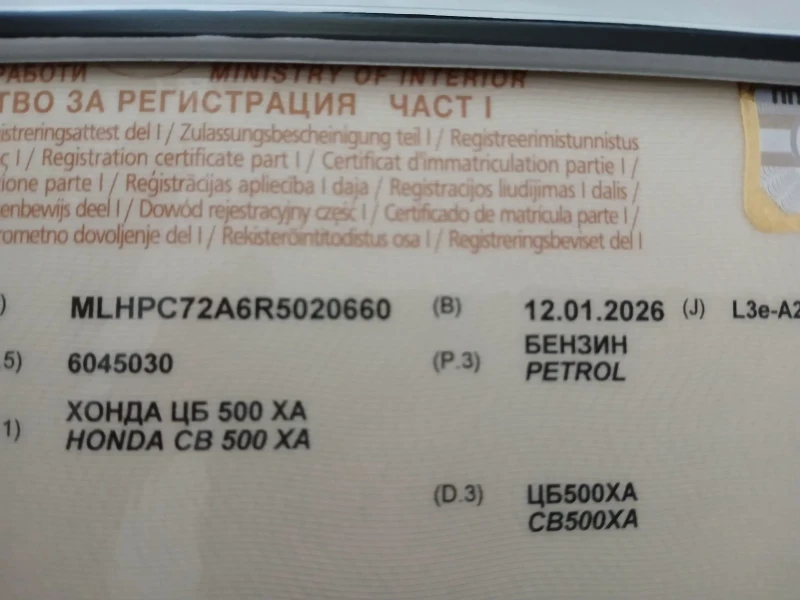 РАБОТИ MINISTRY OF INTERIOR
ТВО ЗА РЕГИСТРАЦИЯ ЧАСТ I
istreringsattest del I / Zulassungsbescheinigung teil I / Registreerimistunnistus
ς I / Registration certificate part I / Certificat d'immatriculation partie I /
ione parte I / Reģistrācijas apliecība I daja / Registracijos liudijimas I dalis /
enbewijs deel I / Dowód rejestracyjny część I / Certificado de matrícula parte I /
rometno dovoljenje del I / Rekisteröintitodistus osa I / Registreringsbeviset del I
) MLHPC72A6R5020660 (B) 12.01.2026 (J) L3e-A2
5) 6045030 (P.3) БЕНЗИН
PETROL
1) ХОНДА ЦБ 500 ХА
HONDA CB 500 XA
(D.3) ЦБ500ХА
CB500XA